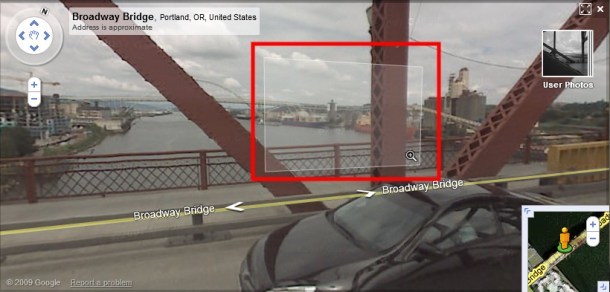 N
Broadway Bridge, Portland, OR, United States
Address is approximate
User Photos
Broadway Bridge
Broadway Bridge
© 2009 Google
Report a problem